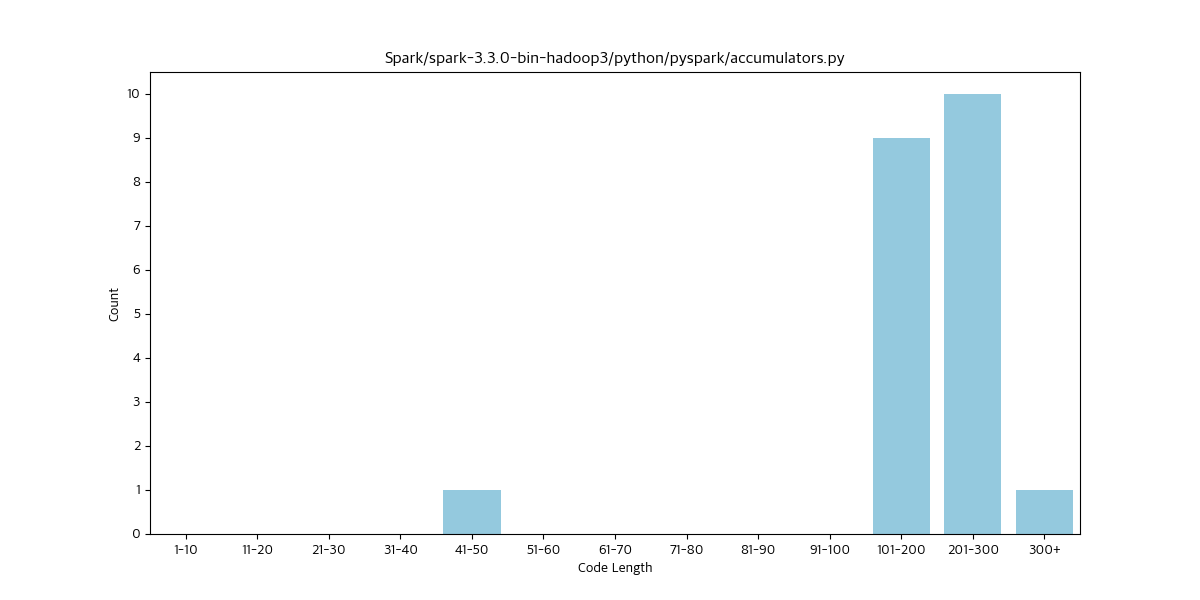 Spark/spark-3.3.0-bin-hadoop3/python/pyspark/accumulators.py
10
9
8
7
6
5
4
3
2
1
0
Count
1-10 11-20 21-30 31-40 41-50 51-60 61-70 71-80 81-90 91-100 101-200 201-300 300+
Code Length